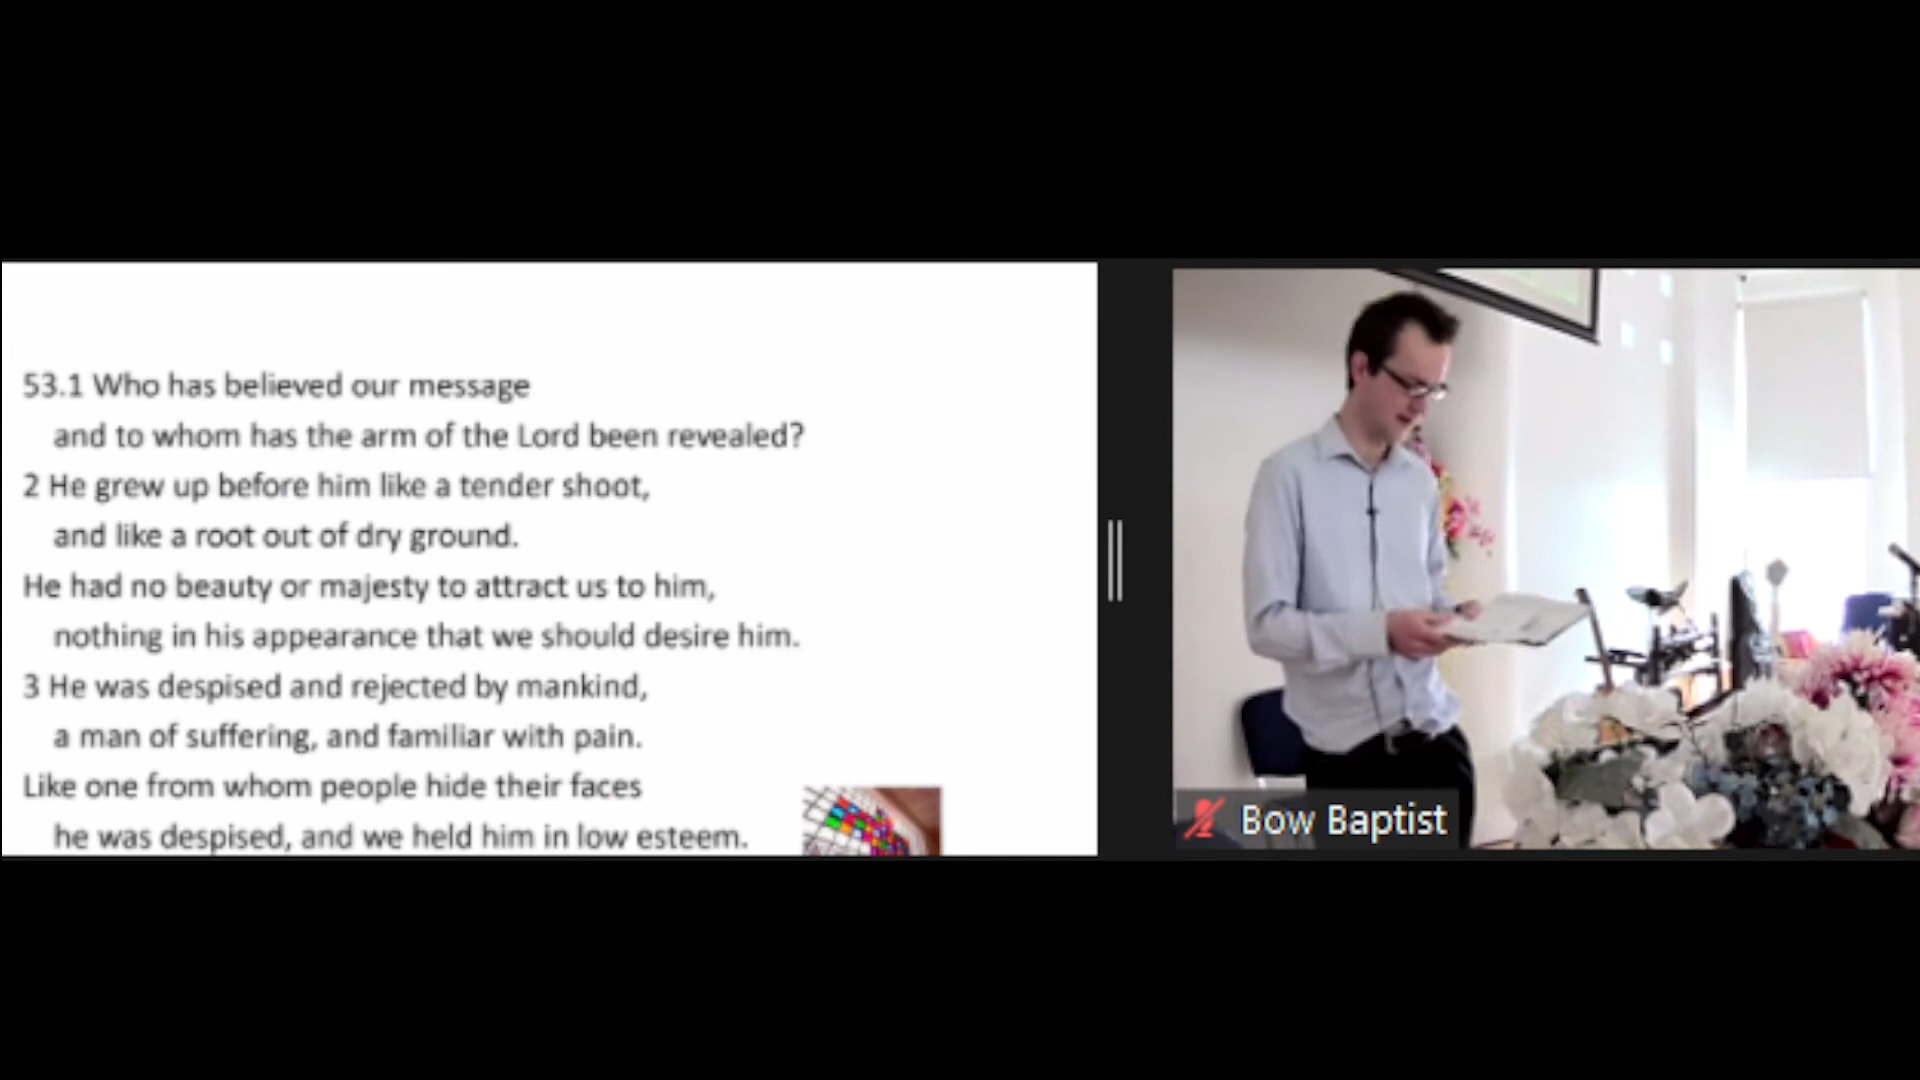 53.1 Who has believed our message
and to whom has the arm of the Lord been revealed?
2 He grew up before him like a tender shoot,
and like a root out of dry ground.
He had no beauty or majesty to attract us to him,
nothing in his appearance that we should desire him.
3 He was despised and rejected by mankind,
a man of suffering, and familiar with pain.
Like one from whom people hide their faces
he was despised, and we held him in low esteem.
Bow Baptist